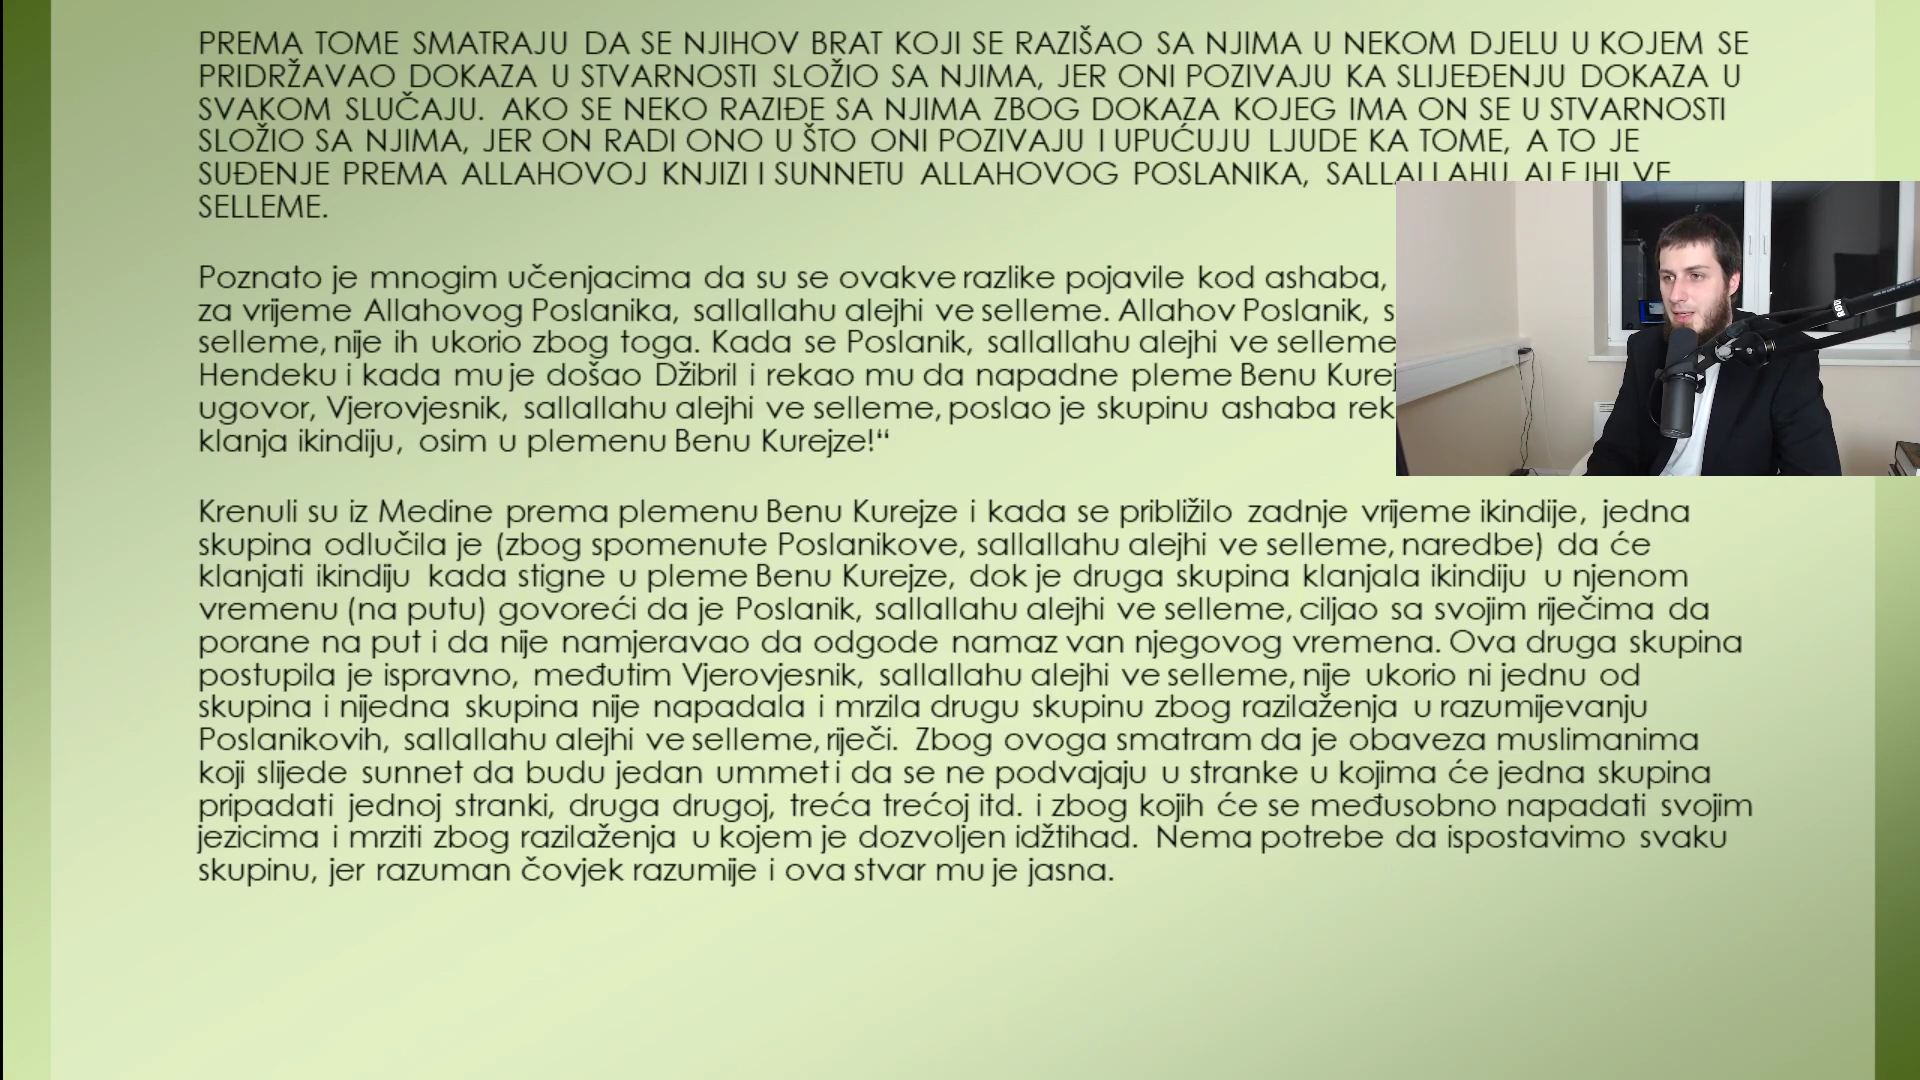 PREMA TOME SMATRAJU DA SE NJIHOV BRAT KOJI SE RAZIŠAO SA NJIMA U NEKOM DJELU U KOJEM SE
PRIDRŽAVAO DOKAZA U STVARNOSTI SLOŽIO SA NJIMA, JER ONI POZIVAJU KA SLIJEĐENJU DOKAZA U
SVAKOM SLUČAJU. AKO SE NEKO RAZIĐE SA NJIMA ZBOG DOKAZA KOJEG IMA ON SE U STVARNOSTI
SLOŽIO SA NJIMA, JER ON RADI ONO U ŠTO ONI POZIVAJU I UPUĆUJU LJUDE KA TOME, A TO JE
SUĐENJE PREMA ALLAHOVOJ KNJIZI I SUNNETU ALLAHOVOG POSLANIKA, SALLALLAHU ALEJHI VE
SELLEME.
Poznato je mnogim učenjacima da su se ovakve razlike pojavile kod ashaba,
za vrijeme Allahovog Poslanika, sallallahu alejhi ve selleme. Allahov Poslanik, s
selleme, nije ih ukorio zbog toga. Kada se Poslanik, sallallahu alejhi ve selleme
Hendeku i kada mu je došao Džibril i rekao mu da napadne pleme Benu Kurej
ugovor, Vjerovjesnik, sallallahu alejhi ve selleme, poslao je skupinu ashaba rek
klanja ikindiju, osim u plemenu Benu Kurejze!“
Krenuli su iz Medine prema plemenu Benu Kurejze i kada se približilo zadnje vrijeme ikindije, jedna
skupina odlučila je (zbog spomenute Poslanikove, sallallahu alejhi ve selleme, naredbe) da će
klanjati ikindiju kada stigne u pleme Benu Kurejze, dok je druga skupina klanjala ikindiju u njenom
vremenu (na putu) govoreći da je Poslanik, sallallahu alejhi ve selleme, ciljao sa svojim riječima da
porane na put i da nije namjeravao da odgode namaz van njegovog vremena. Ova druga skupina
postupila je ispravno, međutim Vjerovjesnik, sallallahu alejhi ve selleme, nije ukorio ni jednu od
skupina i nijedna skupina nije napadala i mrzila drugu skupinu zbog razilaženja u razumijevanju
Poslanikovih, sallallahu alejhi ve selleme, riječi. Zbog ovoga smatram da je obaveza muslimanima
koji slijede sunnet da budu jedan ummet i da se ne podvajaju u stranke u kojima će jedna skupina
pripadati jednoj stranki, druga drugoj, treća trećoj itd. i zbog kojih će se međusobno napadati svojim
jezicima i mrziti zbog razilaženja u kojem je dozvoljen idžtihad. Nema potrebe da ispostavimo svaku
skupinu, jer razuman čovjek razumije i ova stvar mu je jasna.